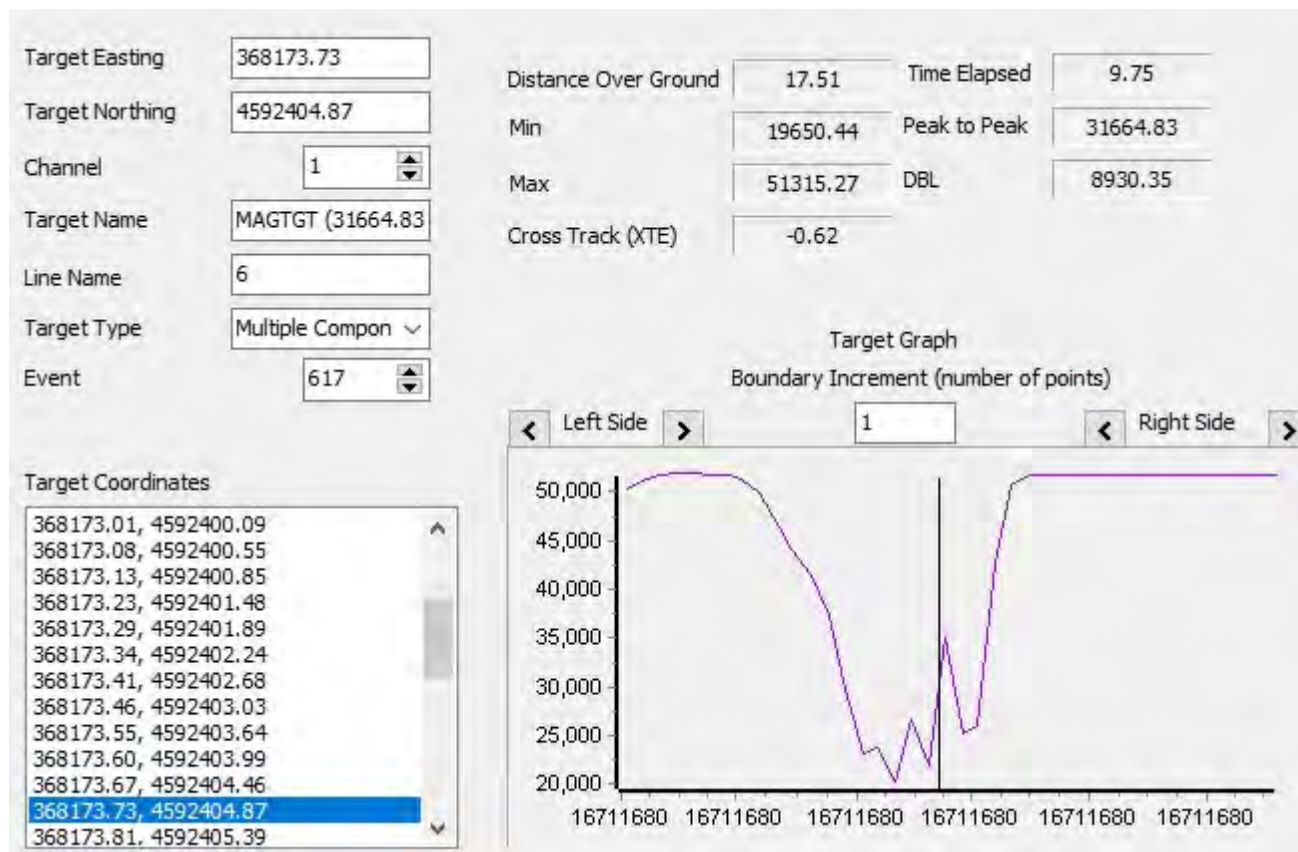 Target Easting 368173.73
Target Northing 4592404.87
Channel 1
Target Name MAGTGT (31664.83
Line Name 6
Target Type Multiple Compon
Event 617
Distance Over Ground 17.51 Time Elapsed 9.75
Min 19650.44 Peak to Peak 31664.83
Max 51315.27 DBL 8930.35
Cross Track (XTE) -0.62
Target Graph
Boundary Increment (number of points)
< Left Side > 1 < Right Side >
Target Coordinates
368173.01, 4592400.09
368173.08, 4592400.55
368173.13, 4592400.85
368173.23, 4592401.48
368173.29, 4592401.89
368173.34, 4592402.24
368173.41, 4592402.68
368173.46, 4592403.03
368173.55, 4592403.64
368173.60, 4592403.99
368173.67, 4592404.46
368173.73, 4592404.87
368173.81, 4592405.39
50,000
45,000
40,000
35,000
30,000
25,000
20,000
16711680 16711680 16711680 16711680 16711680 16711680